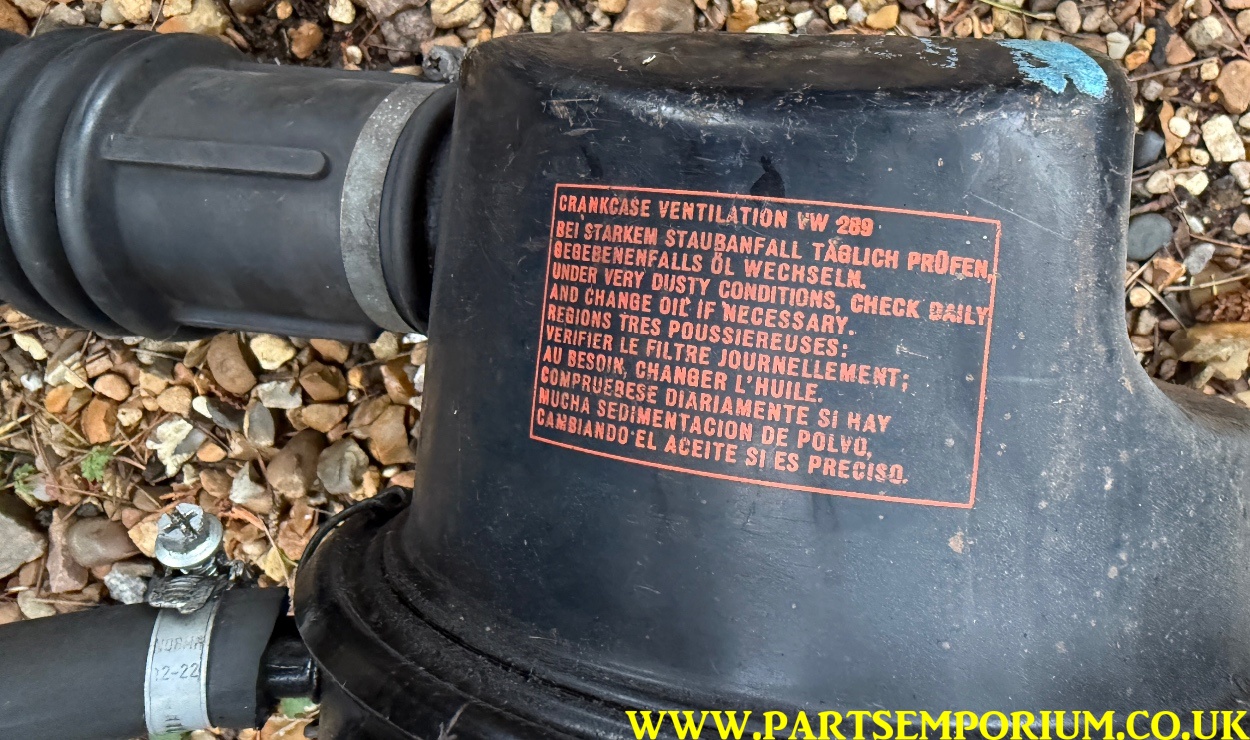 CRANKCASE VENTILATION VW 289
BEI STARKEM STAUBANFALL TÄGLICH PRÜFEN,
GEGEBENENFALLS ÖL WECHSELN.
UNDER VERY DUSTY CONDITIONS, CHECK DAILY
AND CHANGE OIL IF NECESSARY.
REGIONS TRES POUSSIEREUSES:
VERIFIER LE FILTRE JOURNELLEMENT;
AU BESOIN, CHANGER L'HUILE.
COMPRUEBESE DIARIAMENTE SI HAY
MUCHA SEDIMENTACION DE POLVO,
CAMBIANDO EL ACEITE SI ES PRECISO.
NORMA
12-22
WWW.PARTSEMPORIUM.CO.UK